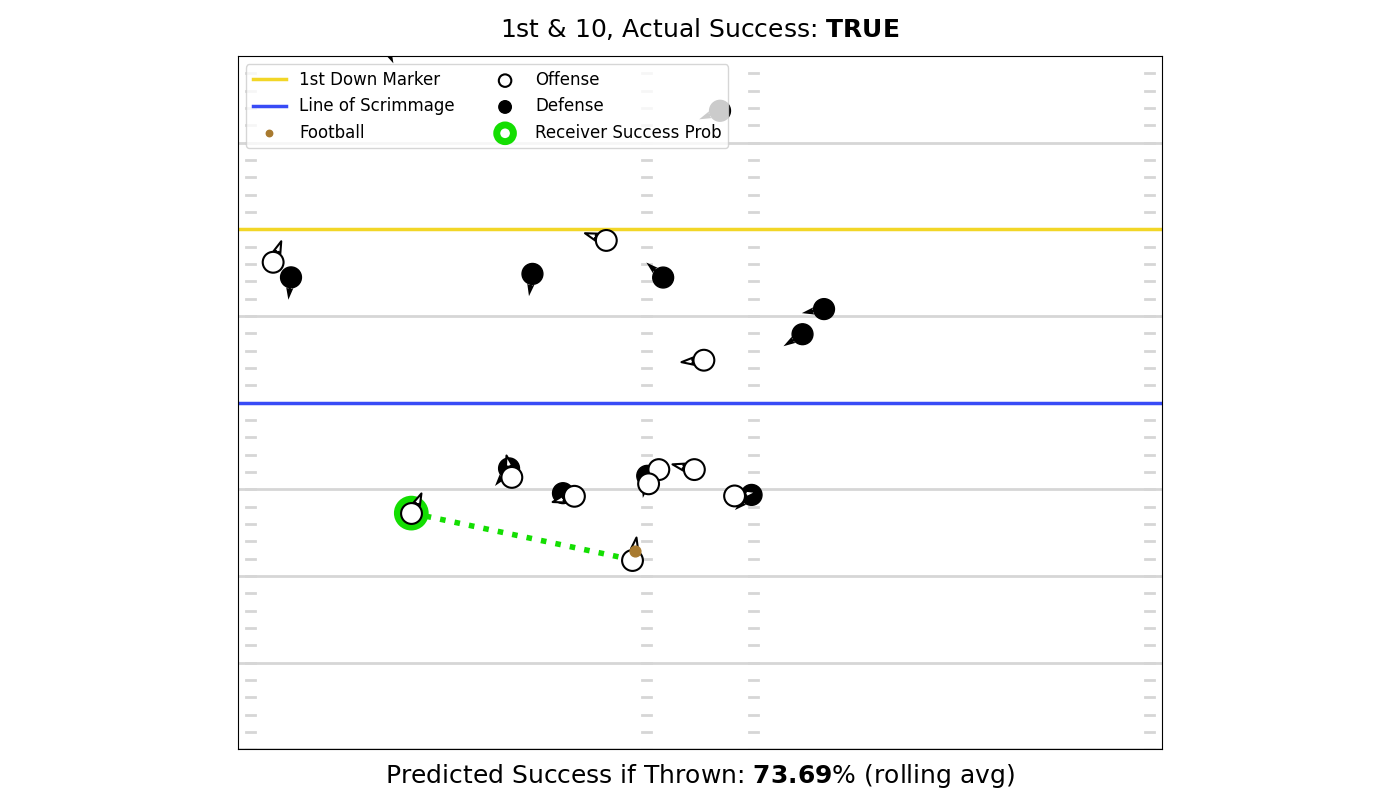 1st & 10, Actual Success: TRUE
1st Down Marker
Line of Scrimmage
Football
Offense
Defense
Receiver Success Prob
Predicted Success if Thrown: 73.69% (rolling avg)